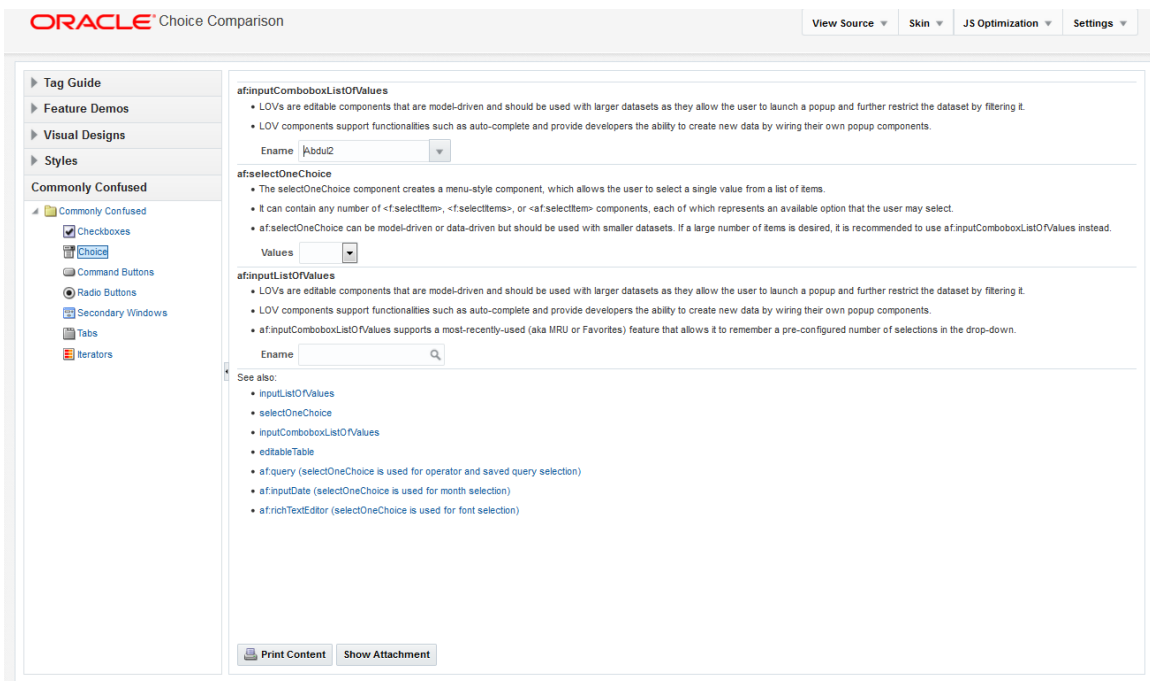 ORACLE Choice Comparison
View Source
Skin
JS Optimization
Settings
Tag Guide
Feature Demos
Visual Designs
Styles
Commonly Confused
Commonly Confused
Checkboxes
Choice
Command Buttons
Radio Buttons
Secondary Windows
Tabs
Iterators
af:inputComboboxListOfValues
• LOVs are editable components that are model-driven and should be used with larger datasets as they allow the user to launch a popup and further restrict the dataset by filtering it.
• LOV components support functionalities such as auto-complete and provide developers the ability to create new data by wiring their own popup components.
Ename Abdul2
af:selectOneChoice
• The selectOneChoice component creates a menu-style component, which allows the user to select a single value from a list of items.
• It can contain any number of <f:selectItem>, <f:selectItems>, or <af:selectItem> components, each of which represents an available option that the user may select.
• af:selectOneChoice can be model-driven or data-driven but should be used with smaller datasets. If a large number of items is desired, it is recommended to use af:inputComboboxListOfValues instead.
Values
af:inputListOfValues
• LOVs are editable components that are model-driven and should be used with larger datasets as they allow the user to launch a popup and further restrict the dataset by filtering it.
• LOV components support functionalities such as auto-complete and provide developers the ability to create new data by wiring their own popup components.
• af:inputComboboxListOfValues supports a most-recently-used (aka MRU or Favorites) feature that allows it to remember a pre-configured number of selections in the drop-down.
Ename
See also:
• inputListOfValues
• selectOneChoice
• inputComboboxListOfValues
• editableTable
• af:query (selectOneChoice is used for operator and saved query selection)
• af:inputDate (selectOneChoice is used for month selection)
• af:richTextEditor (selectOneChoice is used for font selection)
Print Content
Show Attachment